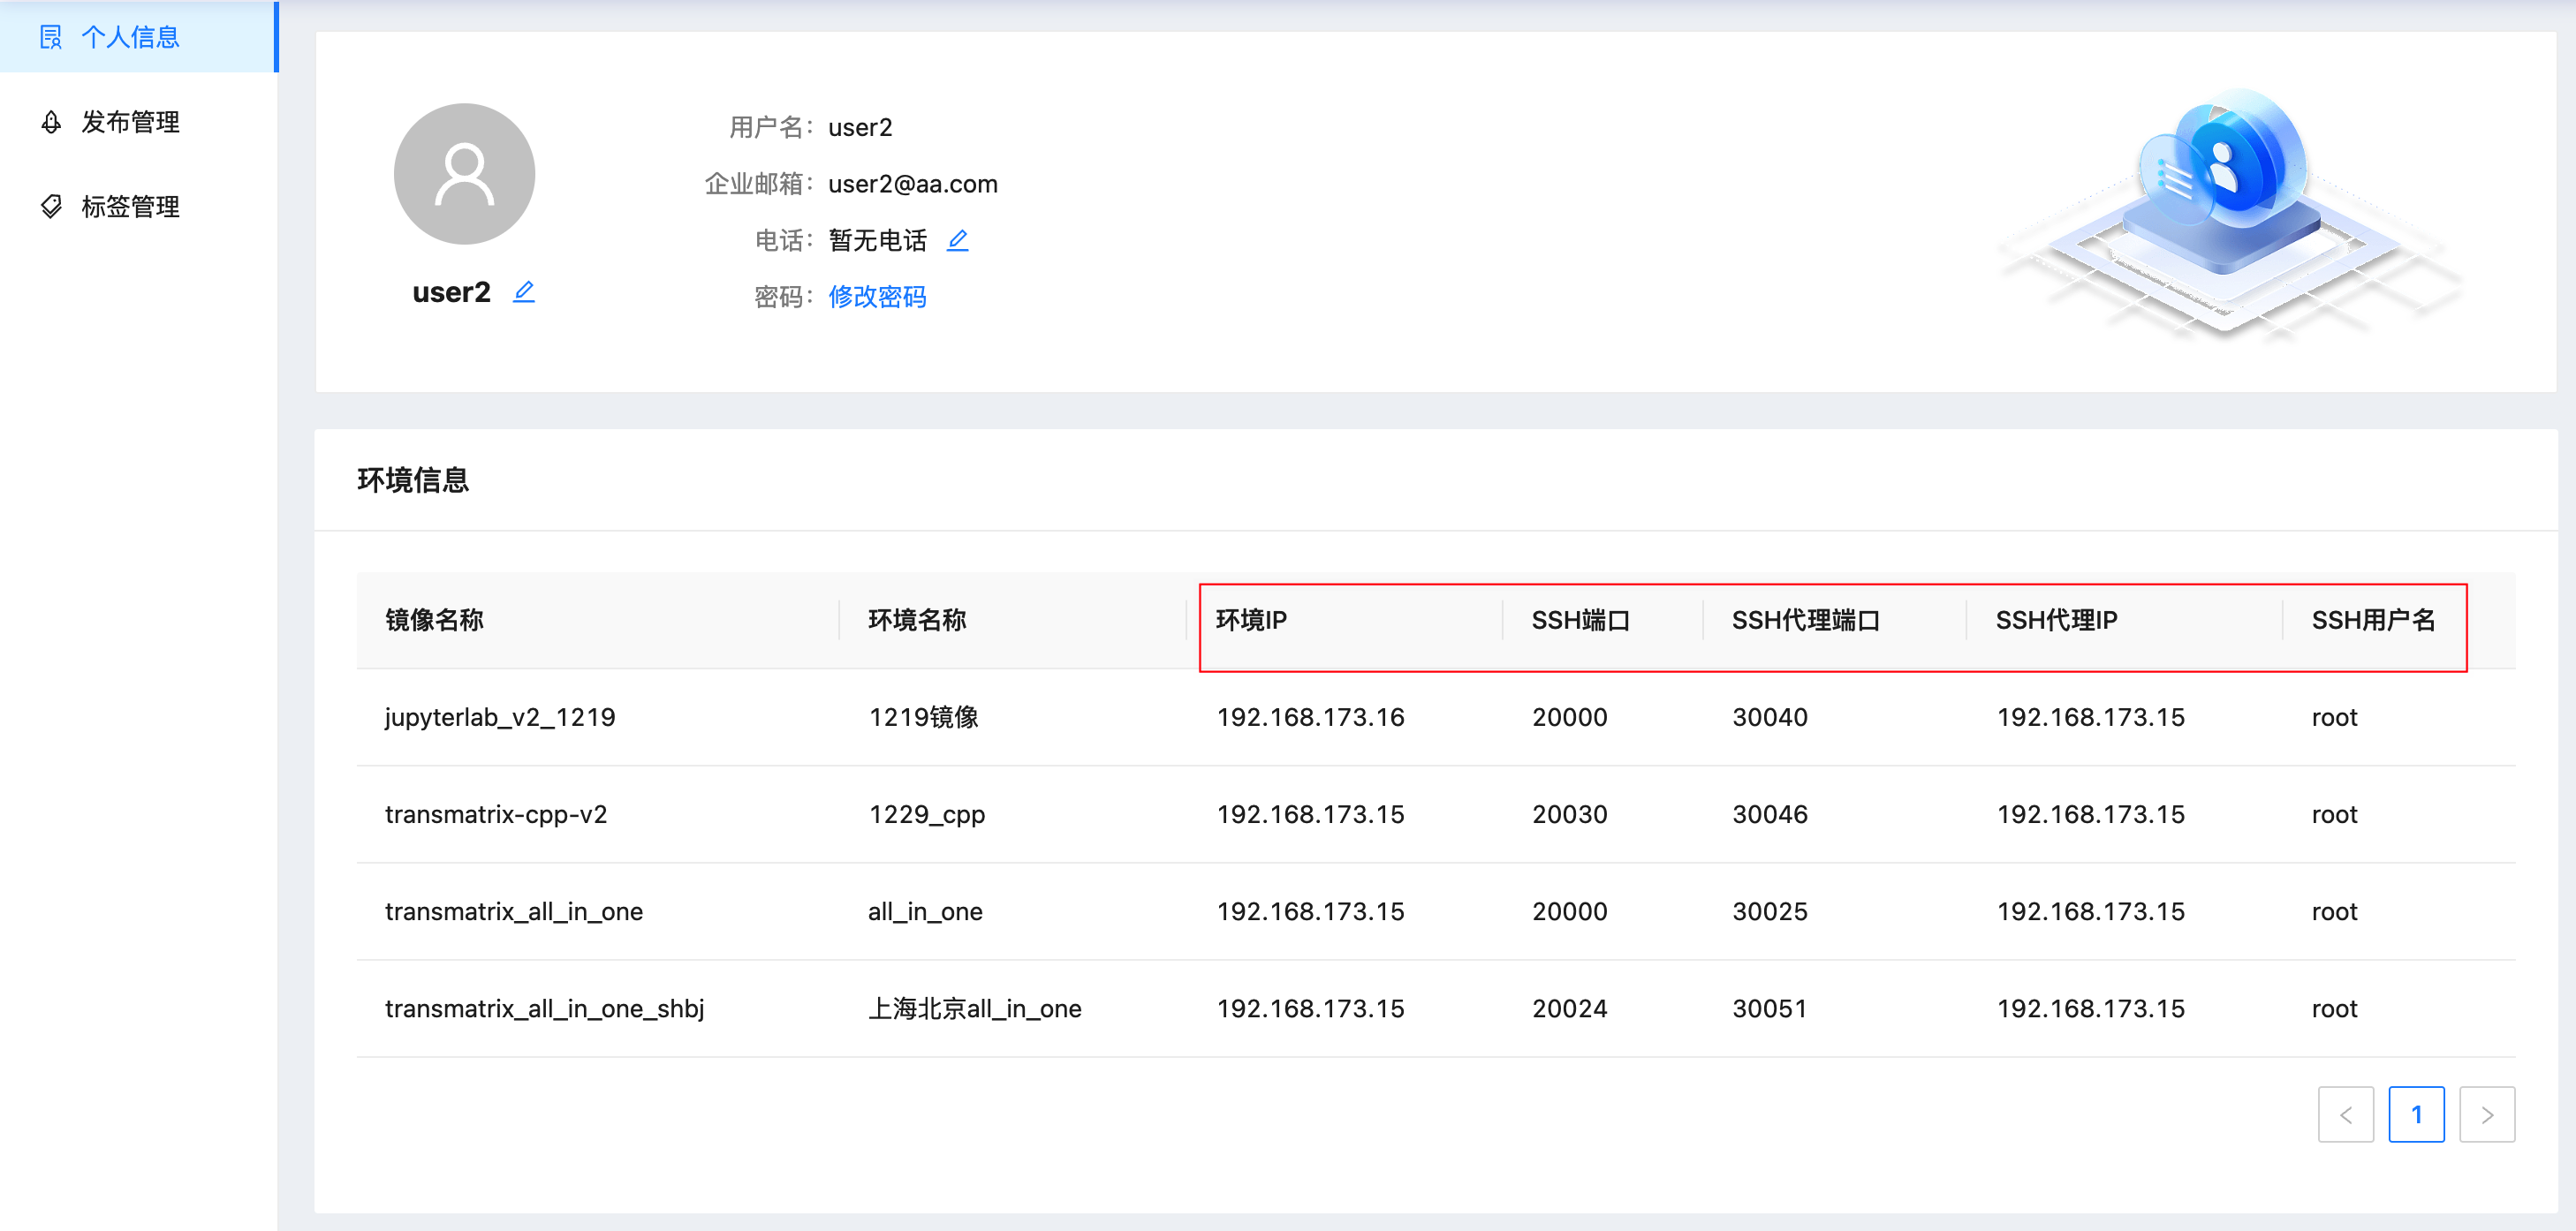 个人信息
发布管理
标签管理
user2
用户名： user2
企业邮箱： user2@aa.com
电话： 暂无电话
密码： 修改密码
环境信息
镜像名称 环境名称 环境IP SSH端口 SSH代理端口 SSH代理IP SSH用户名
jupyterlab_v2_1219 1219镜像 192.168.173.16 20000 30040 192.168.173.15 root
transmatrix-cpp-v2 1229_cpp 192.168.173.15 20030 30046 192.168.173.15 root
transmatrix_all_in_one all_in_one 192.168.173.15 20000 30025 192.168.173.15 root
transmatrix_all_in_one_shbj 上海北京all_in_one 192.168.173.15 20024 30051 192.168.173.15 root
1